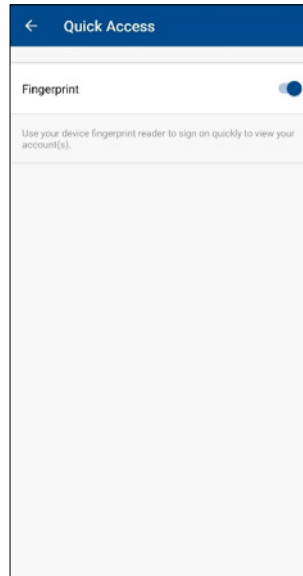 Quick Access
Fingerprint
Use your device fingerprint reader to sign on quickly to view your
account(s).